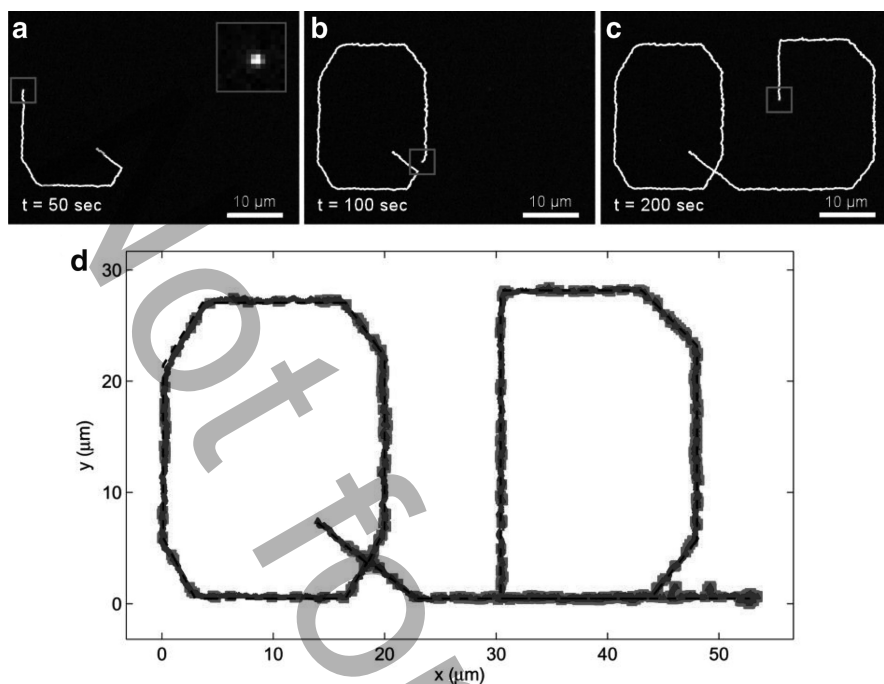 a
b
c
t = 50 sec
10 µm
t = 100 sec
10 µm
t = 200 sec
10 µm
d
30
20
10
0
y (µm)
0
10
20
30
40
50
x (µm)
Not for